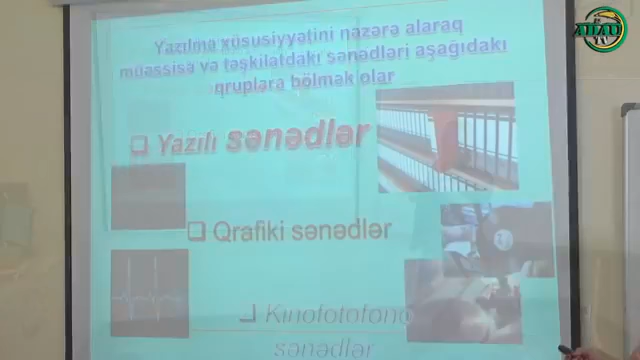 Yazılma xüsusiyyətini nəzərə alaraq
müəssisə və təşkilatdakı sənədləri aşağıdakı
qruplara bölmək olar
Yazılı sənədlər
Qrafiki sənədlər
Kinofotofono
sənədlər